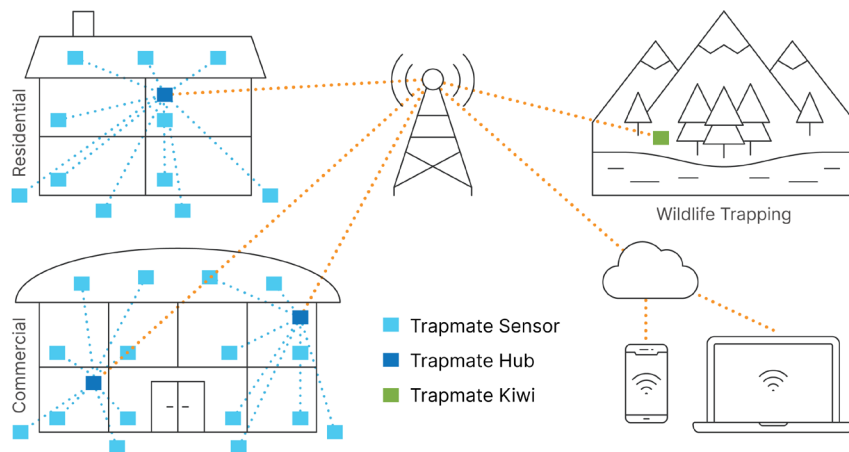 Residential
Wildlife Trapping
Commercial
Trapmate Sensor
Trapmate Hub
Trapmate Kiwi